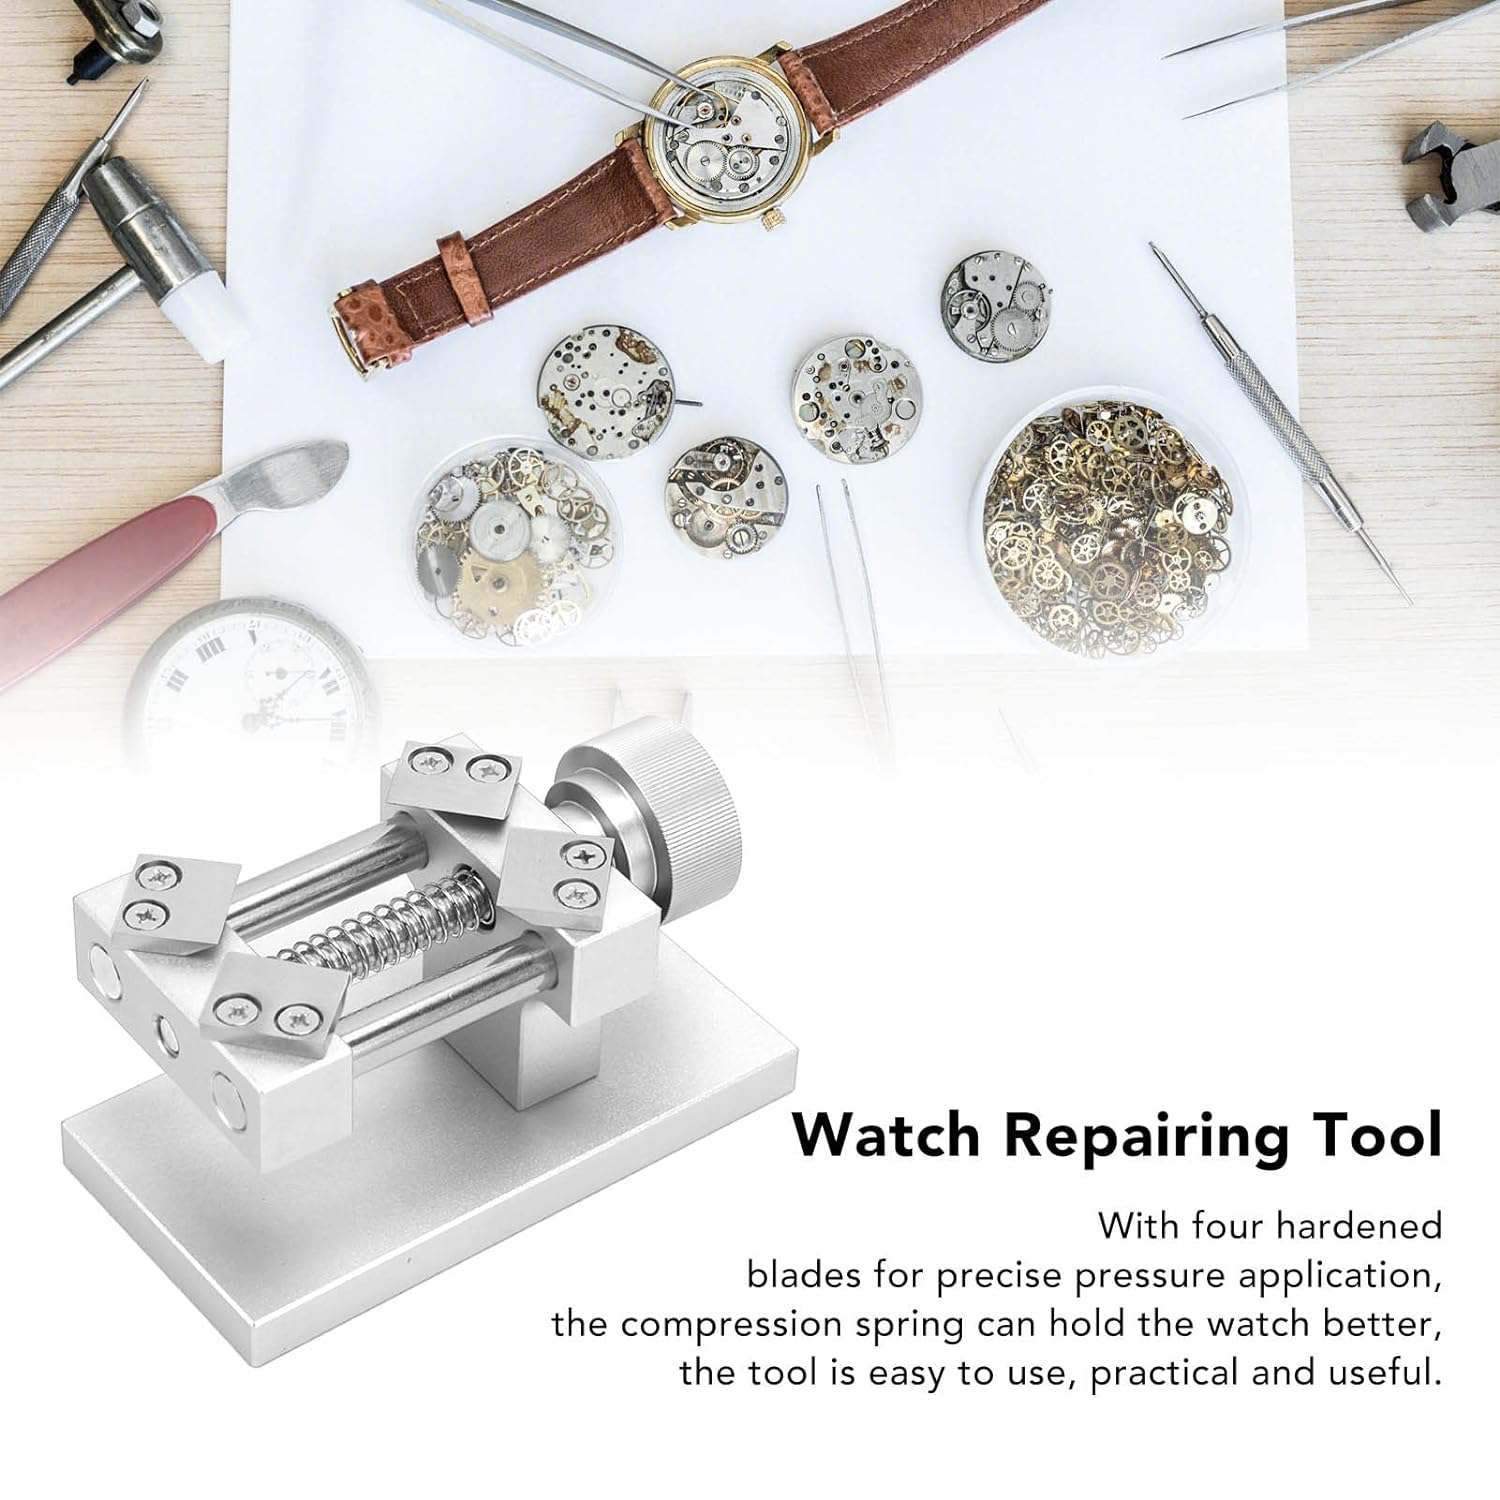 Watch Repairing Tool
With four hardened
blades for precise pressure application,
the compression spring can hold the watch better,
the tool is easy to use, practical and useful.